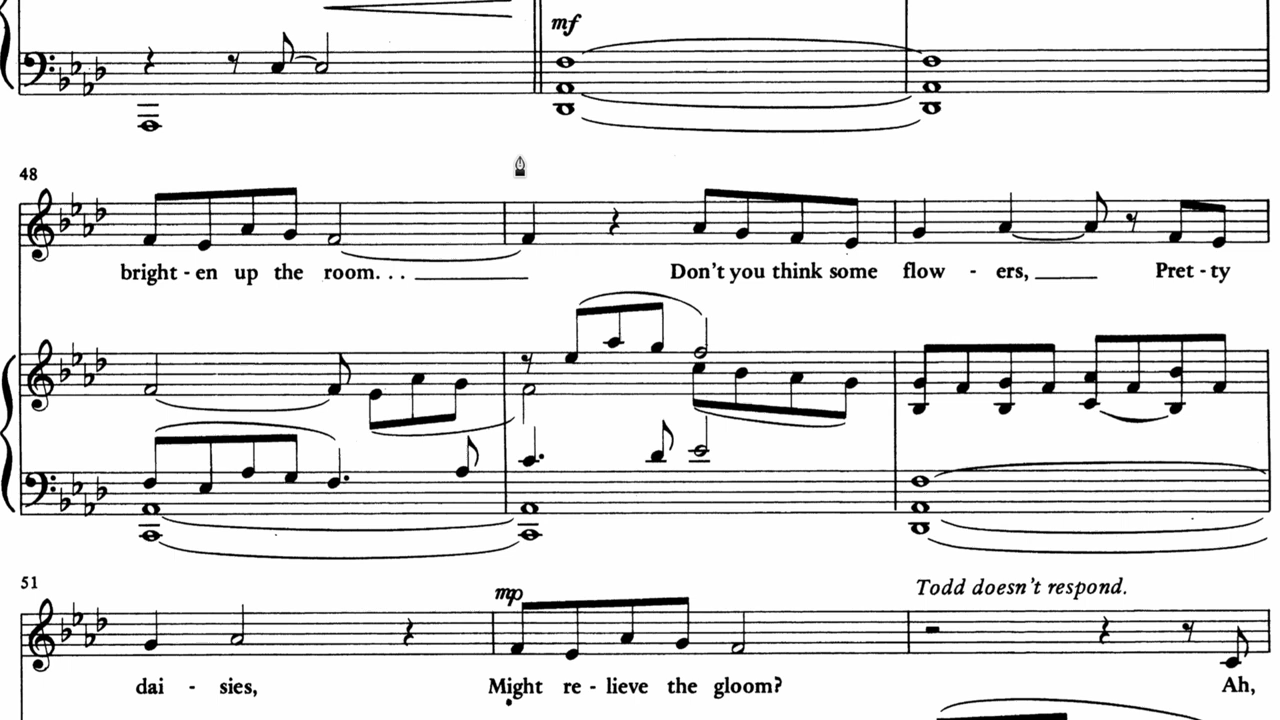 mf
48
bright - en up the room. . . Don't you think some flow - ers, Pret - ty
51
mp
Todd doesn't respond.
dai - sies, Might re - lieve the gloom? Ah,